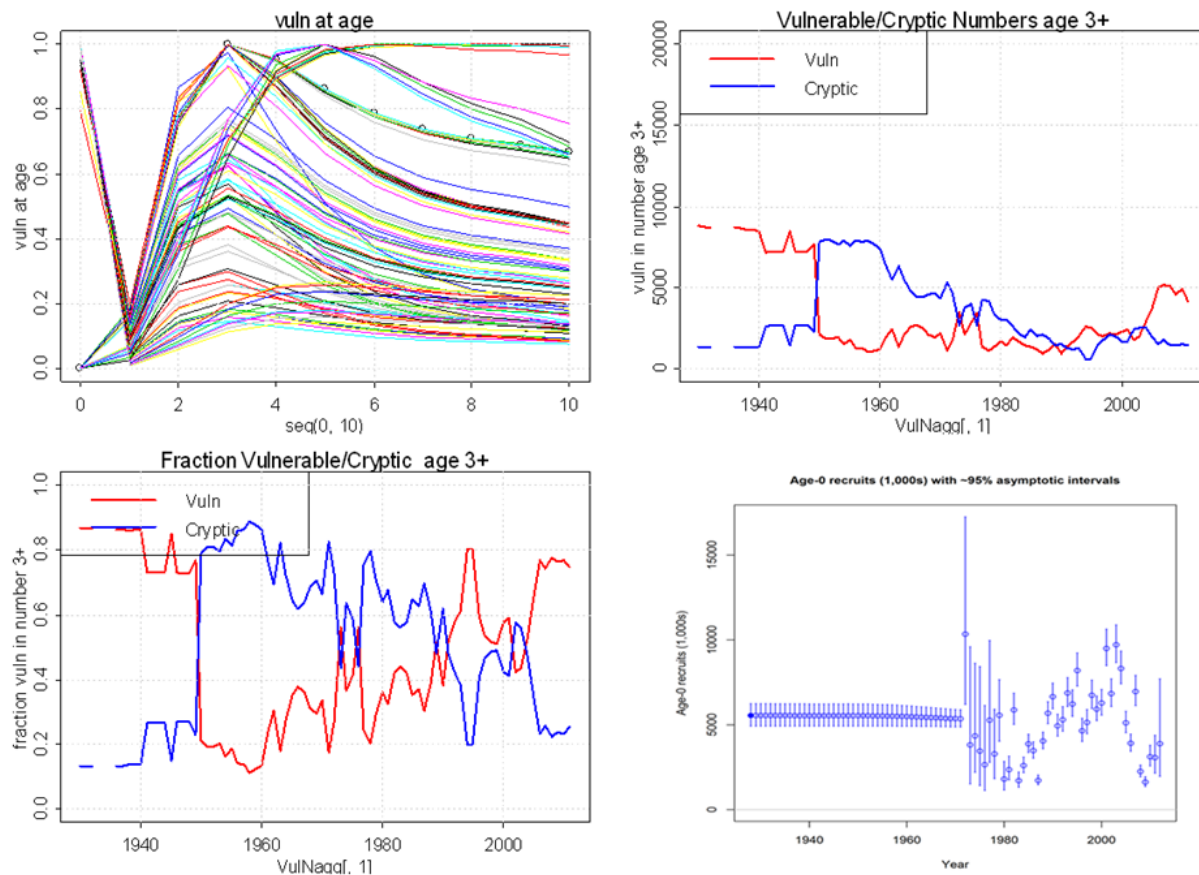 vuln at age
vuln at age
1.0
0.8
0.6
0.4
0.2
0.0
0 2 4 6 8 10
seq(0, 10)
Vulnerable/Cryptic Numbers age 3+
Vuln
Cryptic
vuln in number age 3+
20000
15000
10000
5000
0
1940 1960 1980 2000
VulNagg[, 1]
Fraction Vulnerable/Cryptic age 3+
Vuln
Cryptic
fraction vuln in number 3+
1.0
0.8
0.6
0.4
0.2
0.0
1940 1960 1980 2000
VulNagg[, 1]
Age-0 recruits (1,000s) with ~95% asymptotic intervals
Age-0 recruits (1,000s)
15000
10000
5000
0
1940 1960 1980 2000
Year